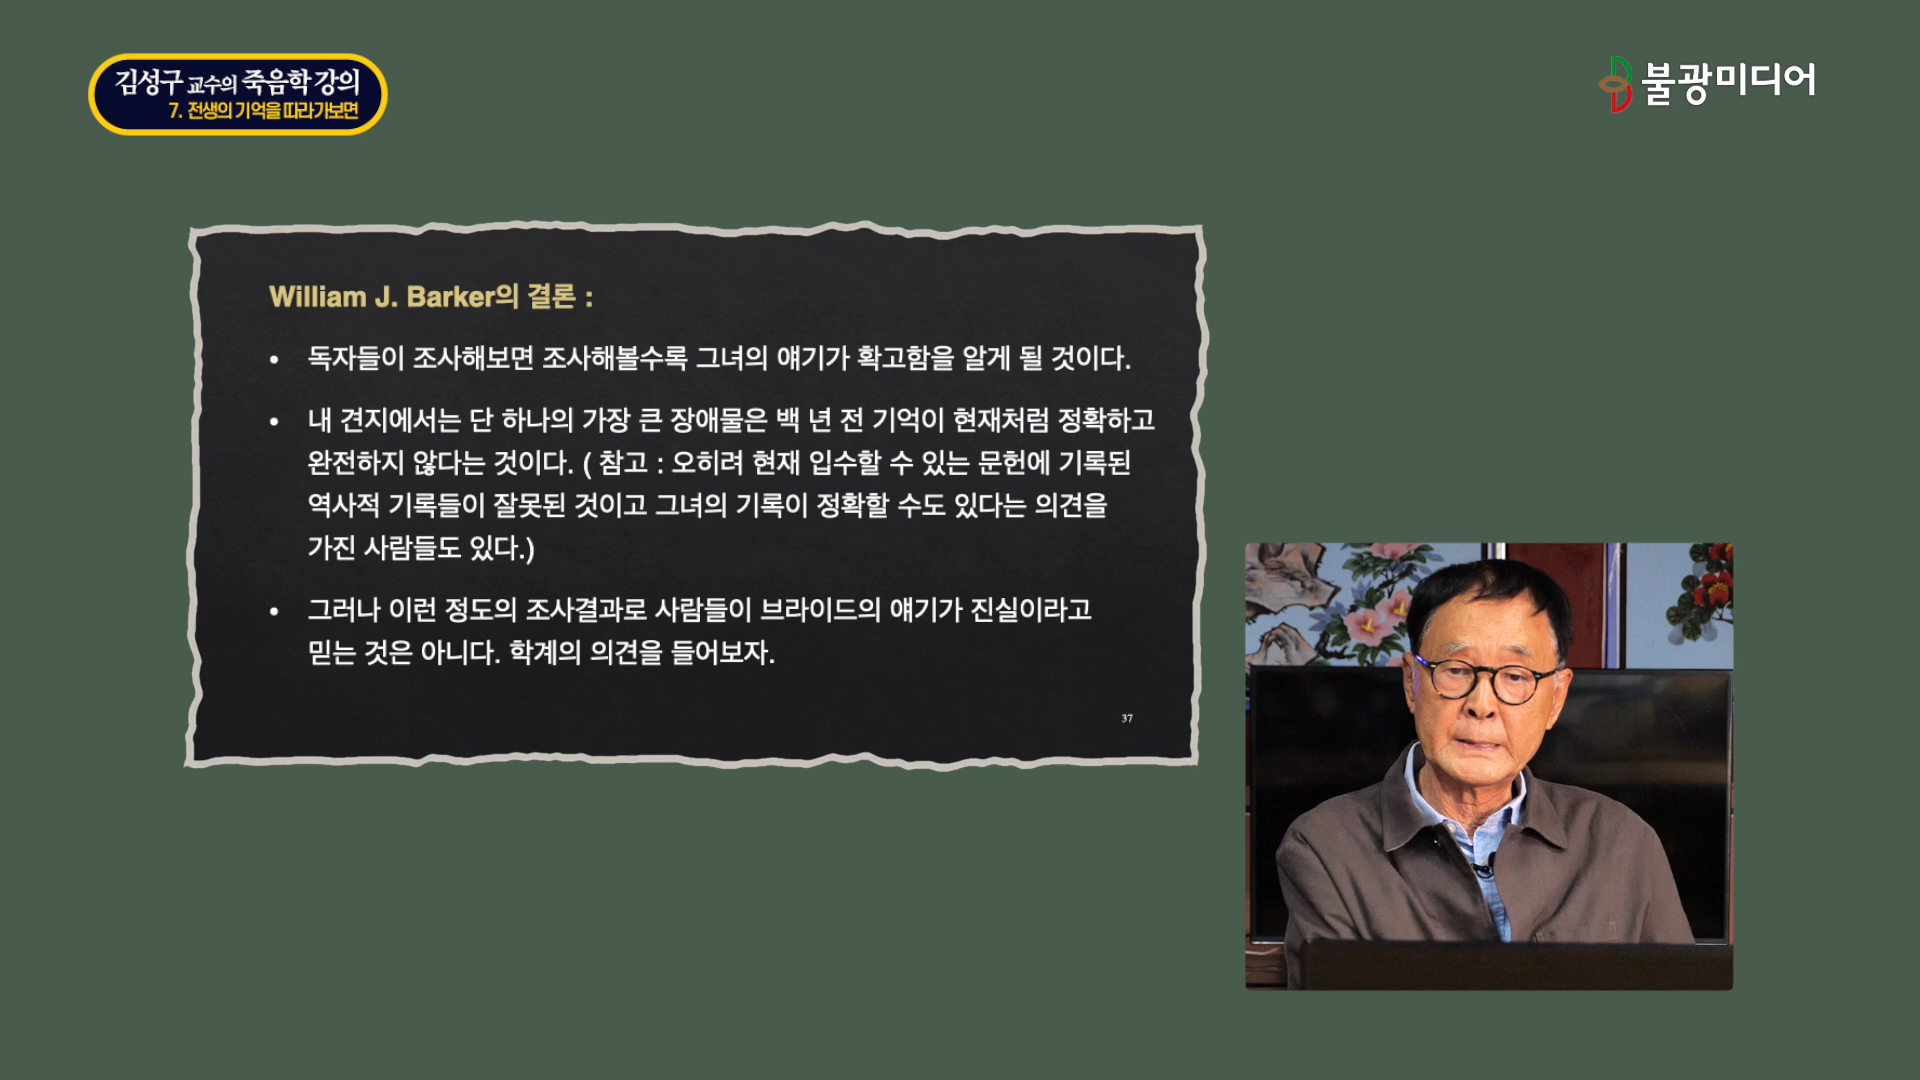 김성구 교수의 죽음학 강의
7. 전생의 기억을 따라가보면
불광미디어
William J. Barker의 결론 :
• 독자들이 조사해보면 조사해볼수록 그녀의 얘기가 확고함을 알게 될 것이다.
• 내 견지에서는 단 하나의 가장 큰 장애물은 백 년 전 기억이 현재처럼 정확하고
완전하지 않다는 것이다. ( 참고 : 오히려 현재 입수할 수 있는 문헌에 기록된
역사적 기록들이 잘못된 것이고 그녀의 기록이 정확할 수도 있다는 의견을
가진 사람들도 있다.)
• 그러나 이런 정도의 조사결과로 사람들이 브라이드의 얘기가 진실이라고
믿는 것은 아니다. 학계의 의견을 들어보자.
37